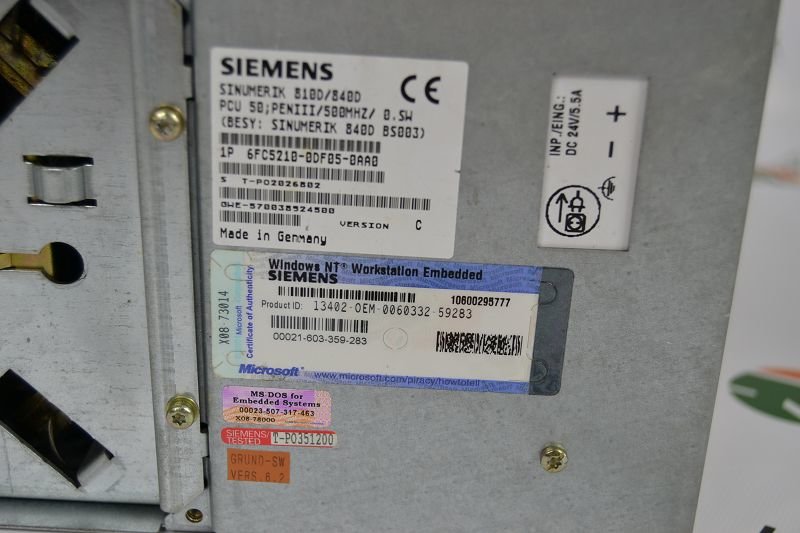 SIEMENS
CE
SINUMERIK 810D/840D
PCU 50;PENIII/500MHZ/ 0.SW
(BESY: SINUMERIK 840D BS003)
1P 6FC5210-0DF05-0AA0
S T-P02026802
GWE-570038524500
VERSION C
Made in Germany
INP./EING.:
DC 24V/5.5A
- +
X08-73014
Microsoft
Certificate of Authenticity
Windows NT® Workstation Embedded
SIEMENS
10600295777
Product ID: 13402-OEM-0060332-59283
00021-603-359-283
Microsoft®
www.microsoft.com/piracy/howtotell
MS-DOS for
Embedded Systems
00023-507-317-463
X08-78000
SIEMENS/
TESTED
T-P0351200
GRUND-SW
VERS.6.2